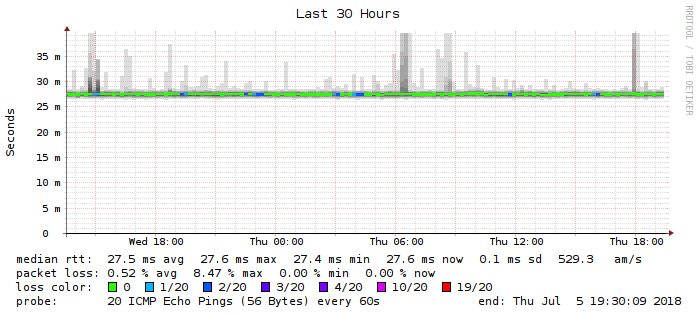 Last 30 Hours
RRDTOOL / TOBI OETIKER
Seconds
35 m
30 m
25 m
20 m
15 m
10 m
5 m
0
Wed 18:00 Thu 00:00 Thu 06:00 Thu 12:00 Thu 18:00
median rtt: 27.5 ms avg 27.6 ms max 27.4 ms min 27.6 ms now 0.1 ms sd 529.3 am/s
packet loss: 0.52 % avg 8.47 % max 0.00 % min 0.00 % now
loss color: 0 1/20 2/20 3/20 4/20 10/20 19/20
probe: 20 ICMP Echo Pings (56 Bytes) every 60s end: Thu Jul 5 19:30:09 2018